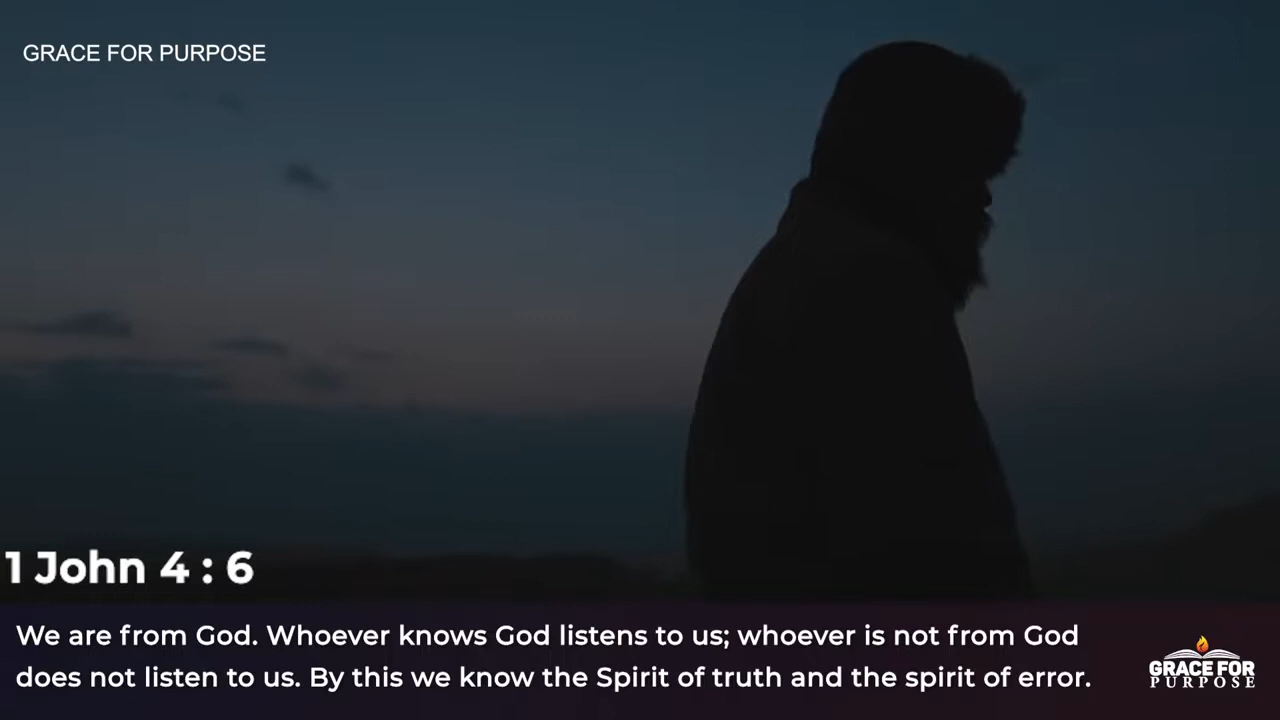 GRACE FOR PURPOSE
1 John 4 : 6
We are from God. Whoever knows God listens to us; whoever is not from God
does not listen to us. By this we know the Spirit of truth and the spirit of error.
GRACE FOR
PURPOSE